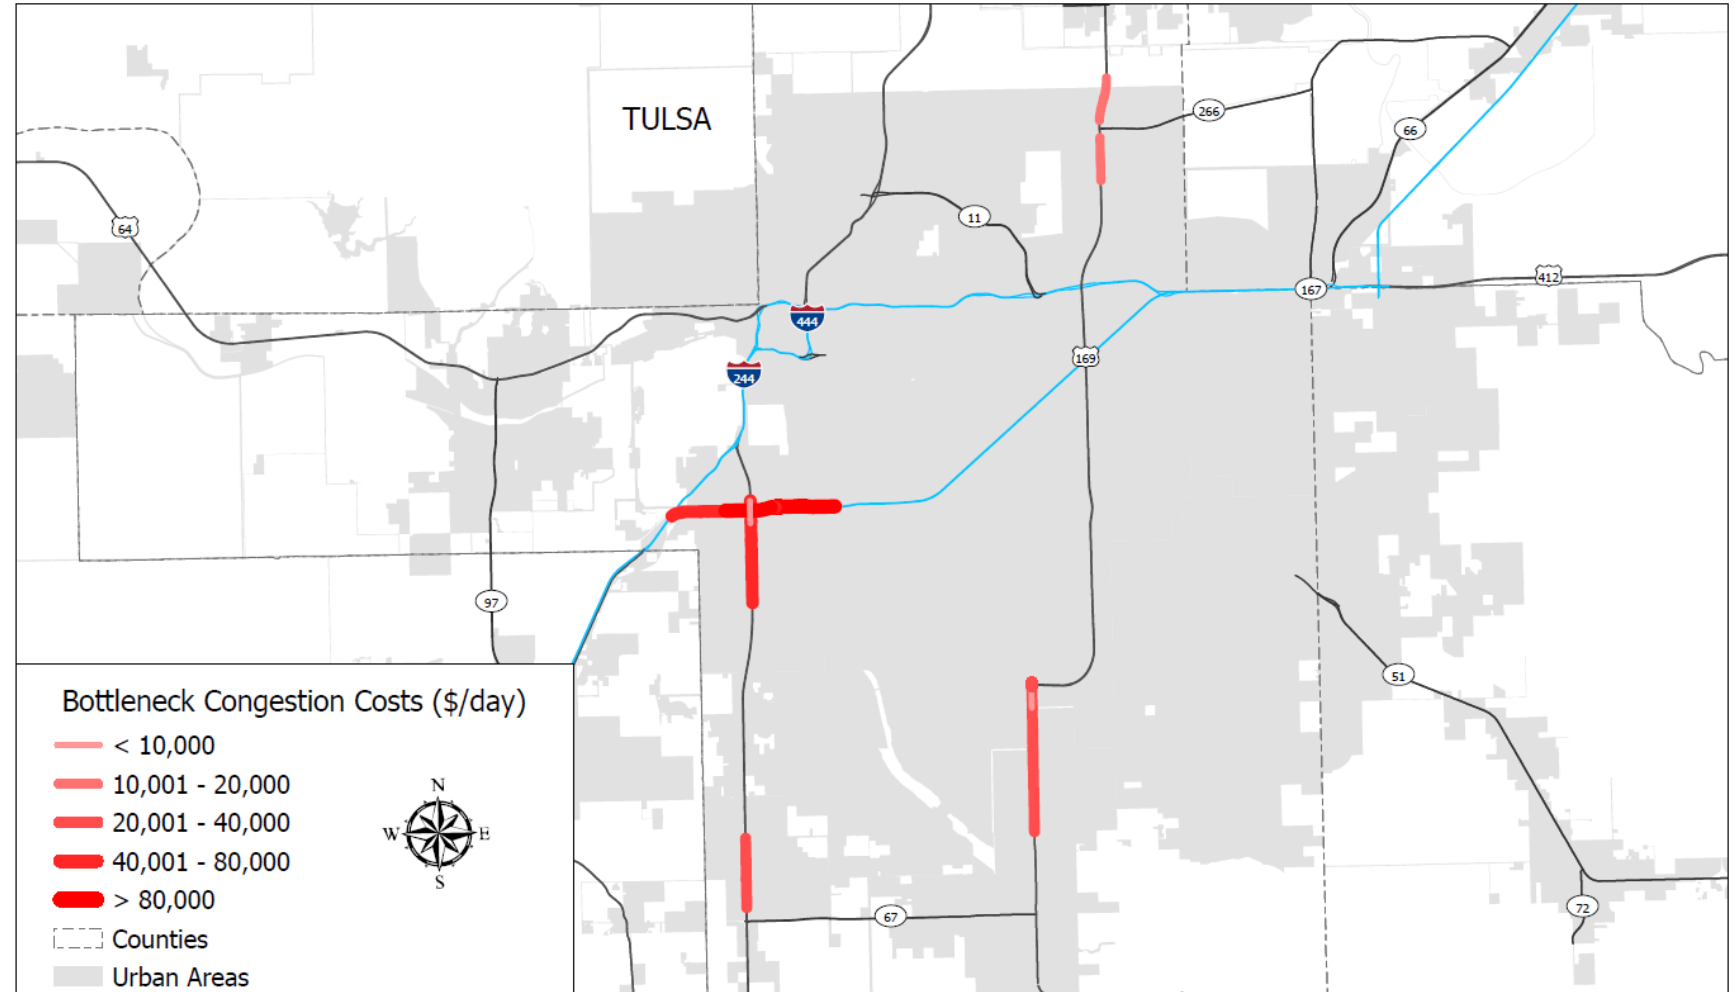 TULSA
266
66
11
64
412
167
444
169
244
97
51
67
72
Bottleneck Congestion Costs ($/day)
< 10,000
10,001 - 20,000
20,001 - 40,000
40,001 - 80,000
> 80,000
Counties
Urban Areas
N
W E
S